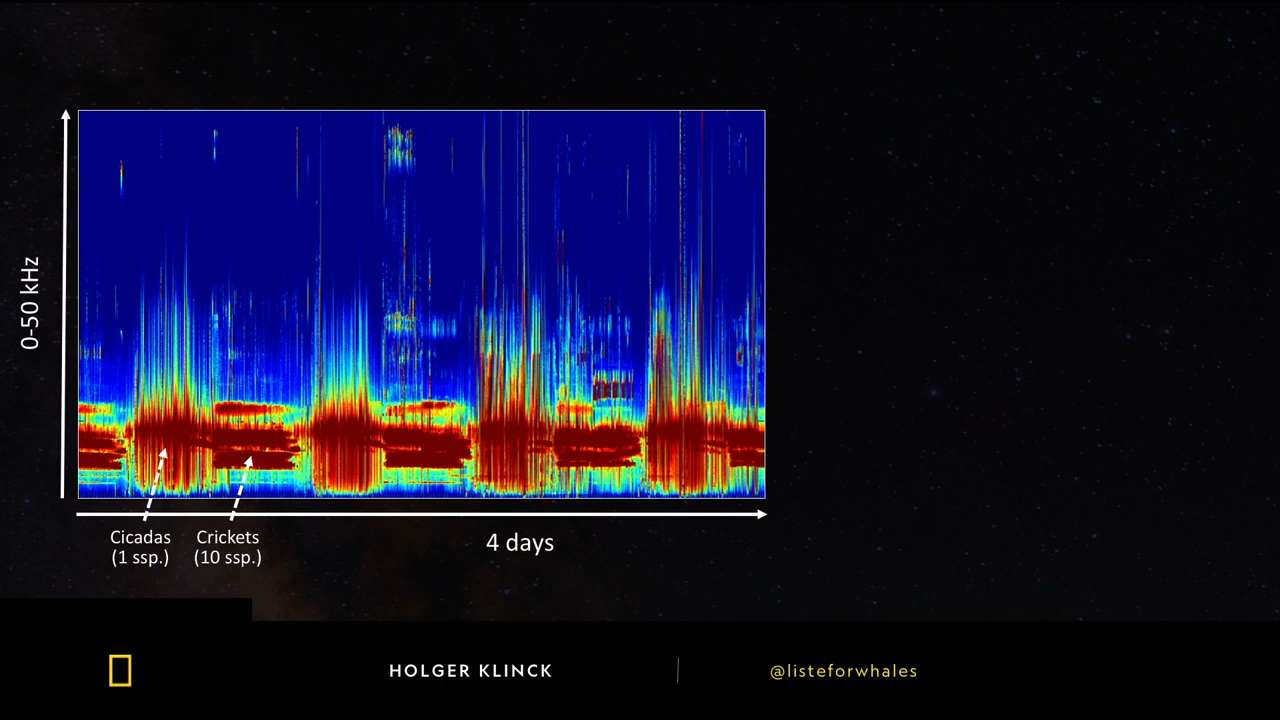 0-50 kHz
Cicadas
(1 ssp.)
Crickets
(10 ssp.)
4 days
HOLGER KLINCK
@listeforwhales